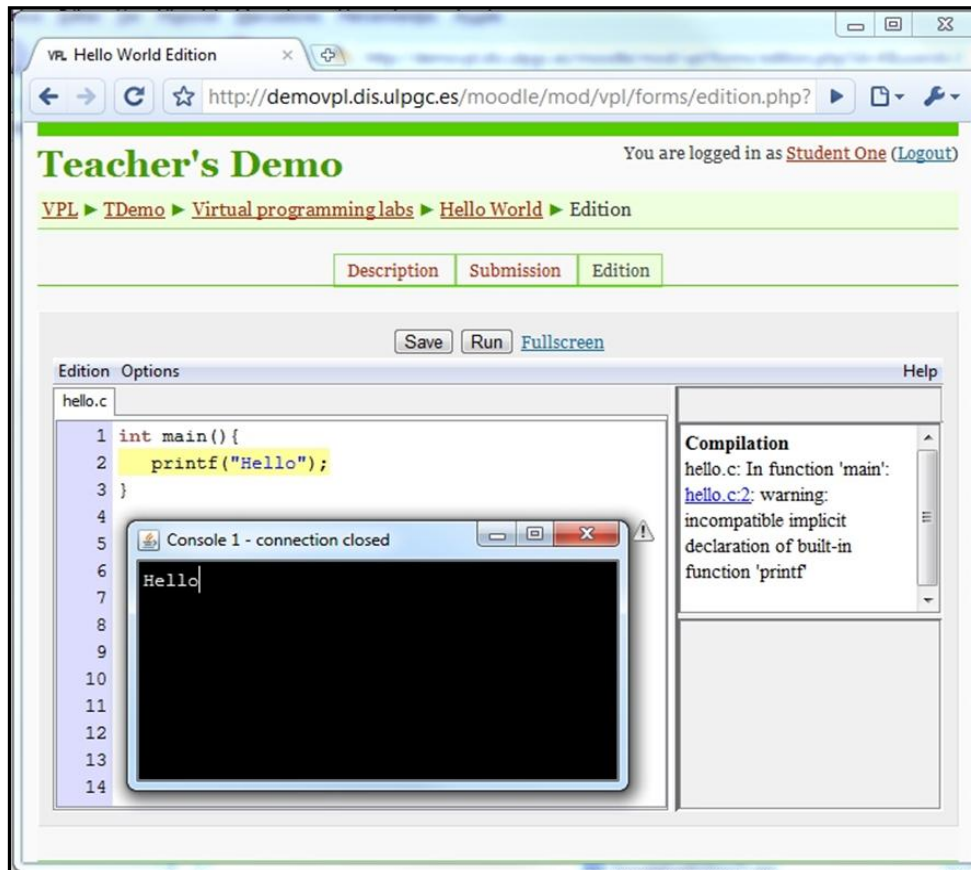 VPL Hello World Edition
http://demovpl.dis.ulpgc.es/moodle/mod/vpl/forms/edition.php?
Teacher's Demo
You are logged in as Student One (Logout)
VPL ► TDemo ► Virtual programming labs ► Hello World ► Edition
Description Submission Edition
Save Run Fullscreen
Edition Options Help
hello.c
1 int main(){
2 printf("Hello");
3 }
4
5
6
7
8
9
10
11
12
13
14
Console 1 - connection closed
Hello
Compilation
hello.c: In function 'main':
hello.c:2: warning:
incompatible implicit
declaration of built-in
function 'printf'